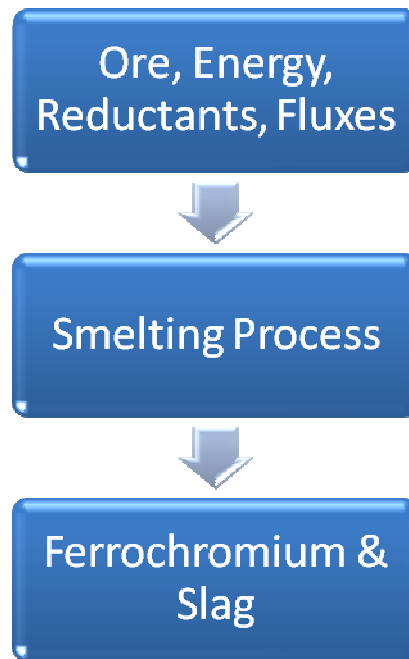 Ore, Energy,
Reductants, Fluxes
Smelting Process
Ferrochromium &
Slag